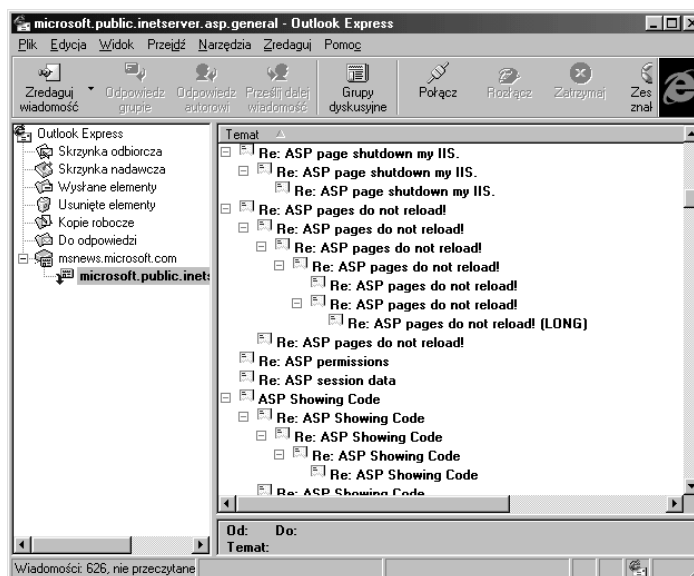 microsoft.public.inetserver.asp.general - Outlook Express
Plik Edycja Widok Przejdź Narzędzia Zredaguj Pomoc
Zredaguj wiadomość
Odpowiedz grupie
Odpowiedz autorowi
Prześlij dalej wiadomość
Grupy dyskusyjne
Połącz
Rozłącz
Zatrzymaj
Zes znal
Outlook Express
Skrzynka odbiorcza
Skrzynka nadawcza
Wysłane elementy
Usunięte elementy
Kopie robocze
Do odpowiedzi
msnews.microsoft.com
microsoft.public.inets
Temat
Re: ASP page shutdown my IIS.
Re: ASP page shutdown my IIS.
Re: ASP page shutdown my IIS.
Re: ASP pages do not reload!
Re: ASP pages do not reload!
Re: ASP pages do not reload!
Re: ASP pages do not reload!
Re: ASP pages do not reload!
Re: ASP pages do not reload!
Re: ASP pages do not reload! (LONG)
Re: ASP pages do not reload!
Re: ASP permissions
Re: ASP session data
ASP Showing Code
Re: ASP Showing Code
Re: ASP Showing Code
Re: ASP Showing Code
Re: ASP Showing Code
Re: ASP Showing Code
Od: Do:
Temat:
Wiadomości: 626, nie przeczytane